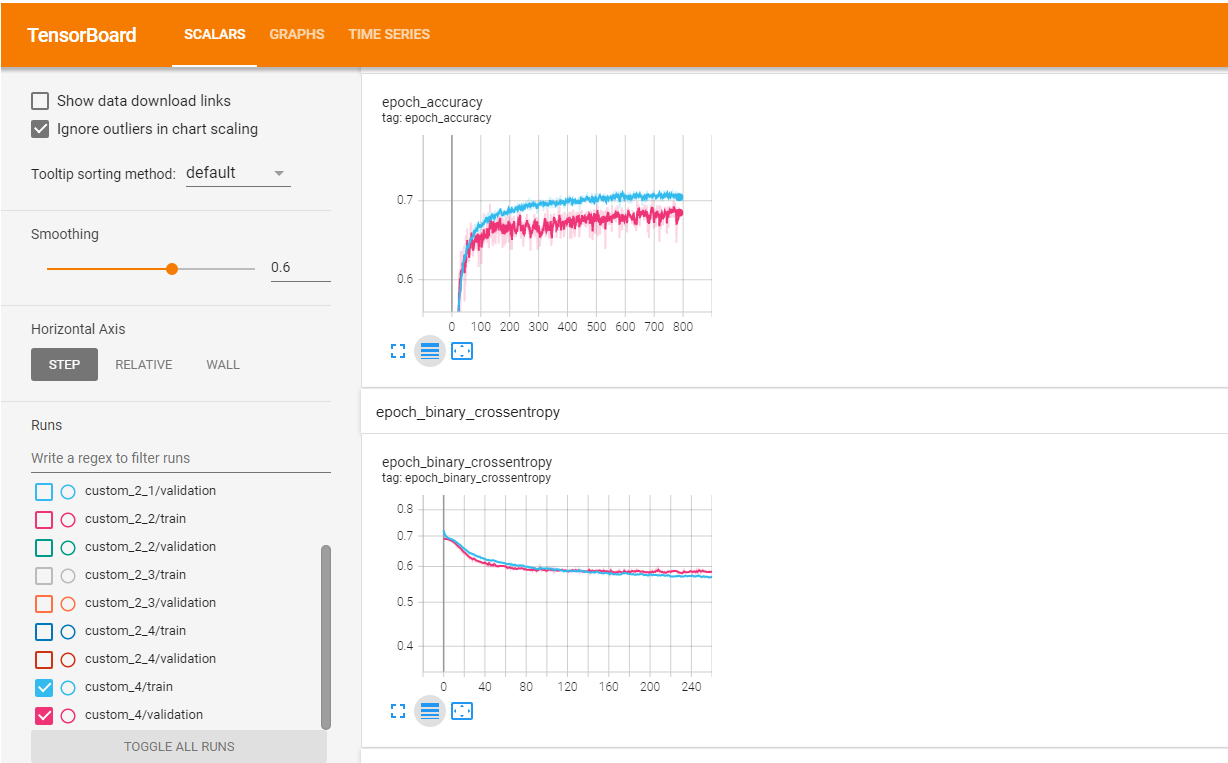 TensorBoard SCALARS GRAPHS TIME SERIES
Show data download links
Ignore outliers in chart scaling
Tooltip sorting method: default
Smoothing
0.6
Horizontal Axis
STEP RELATIVE WALL
Runs
Write a regex to filter runs
custom_2_1/validation
custom_2_2/train
custom_2_2/validation
custom_2_3/train
custom_2_3/validation
custom_2_4/train
custom_2_4/validation
custom_4/train
custom_4/validation
TOGGLE ALL RUNS
epoch_accuracy
tag: epoch_accuracy
0.7
0.6
0 100 200 300 400 500 600 700 800
epoch_binary_crossentropy
epoch_binary_crossentropy
tag: epoch_binary_crossentropy
0.8
0.7
0.6
0.5
0.4
0 40 80 120 160 200 240